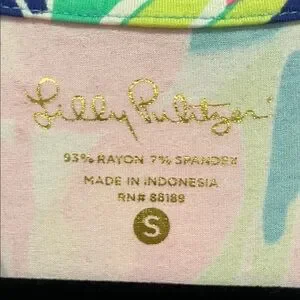 Lilly Pulitzer
93% RAYON 7% SPANDEX
MADE IN INDONESIA
RN# 88189
S